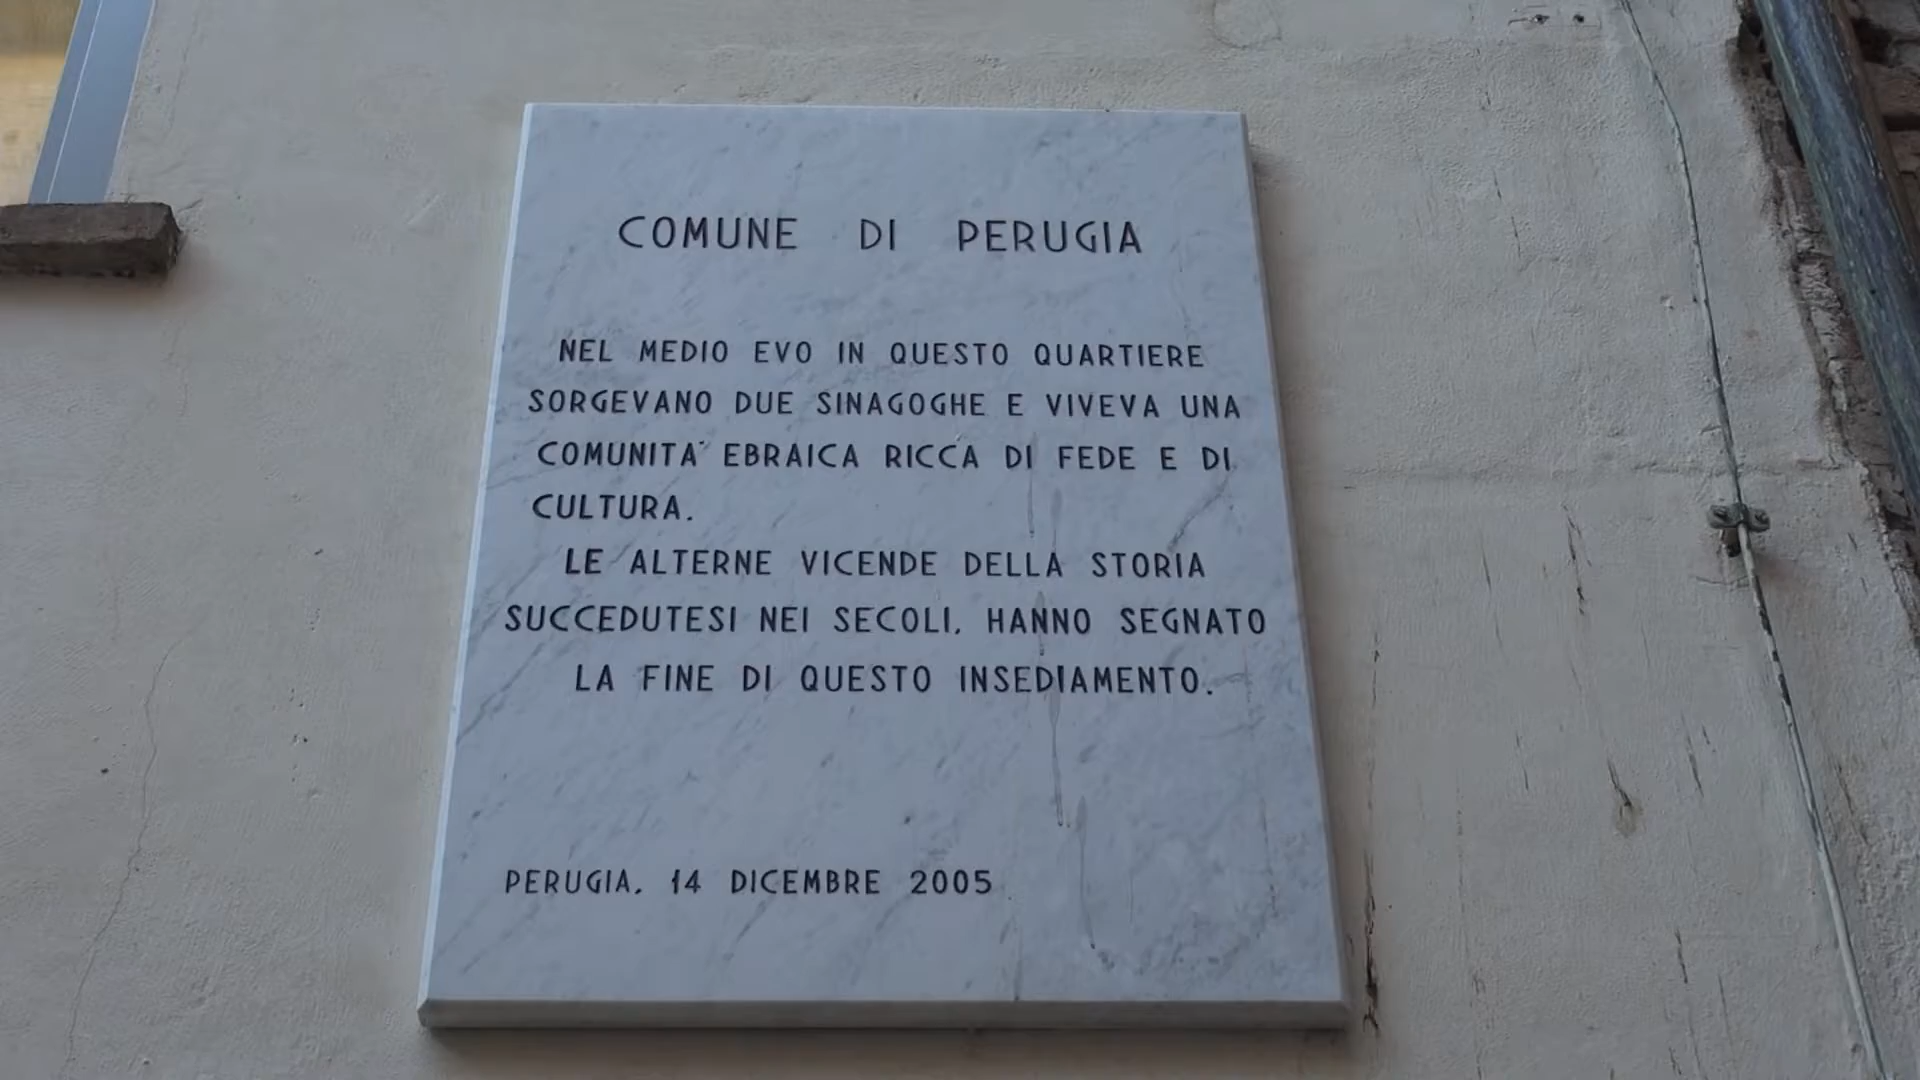 COMUNE DI PERUGIA
NEL MEDIO EVO IN QUESTO QUARTIERE
SORGEVANO DUE SINAGOGHE E VIVEVA UNA
COMUNITA' EBRAICA RICCA DI FEDE E DI
CULTURA.
LE ALTERNE VICENDE DELLA STORIA
SUCCEDUTESI NEI SECOLI, HANNO SEGNATO
LA FINE DI QUESTO INSEDIAMENTO.
PERUGIA, 14 DICEMBRE 2005